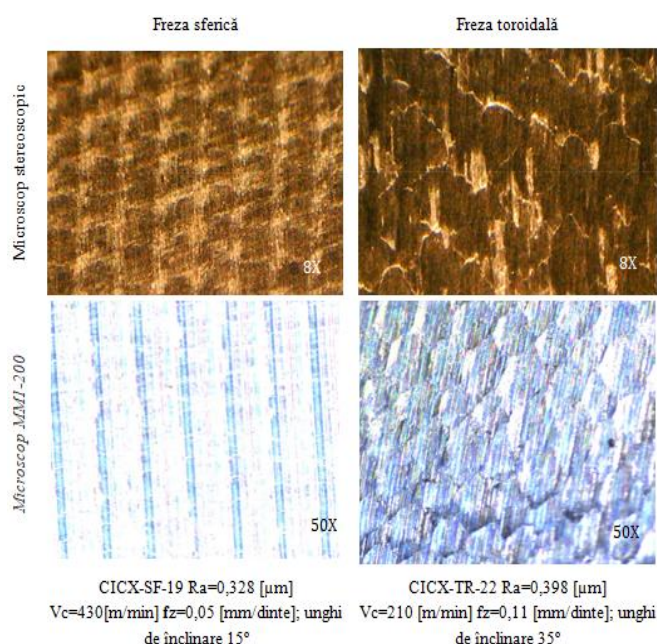 Freza sferică
Freza toroidală
Microscop stereoscopic
8X
8X
Microscop MMI-200
50X
50X
CICX-SF-19 Ra=0,328 [µm]
Vc=430[m/min] fz=0,05 [mm/dinte]; unghi
de înclinare 15°
CICX-TR-22 Ra=0,398 [µm]
Vc=210 [m/min] fz=0,11 [mm/dinte]; unghi
de înclinare 35°